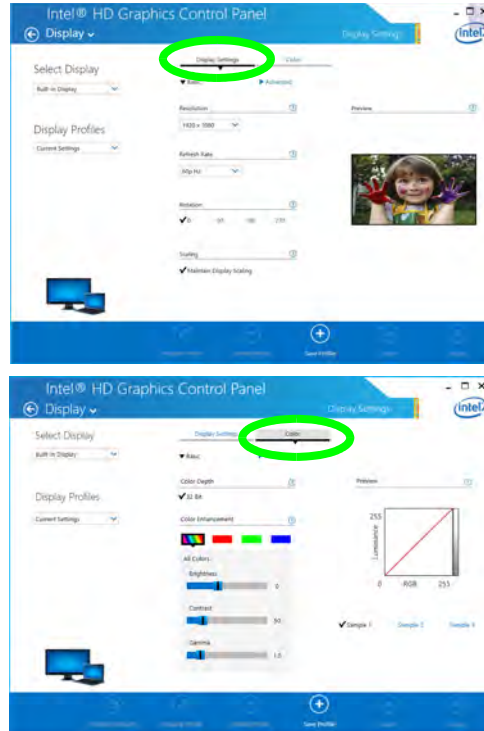 Intel® HD Graphics Control Panel
Display
Display Settings
intel
Select Display
Built-in Display
Display Profiles
Current Settings
Display Settings
Color
Basic
Advanced
Resolution
1920 x 1080
Refresh Rate
60p Hz
Rotation
0
90
180
270
Scaling
Maintain Display Scaling
Preview
Save Profile
Intel® HD Graphics Control Panel
Display
Display Settings
intel
Select Display
Built-in Display
Display Profiles
Current Settings
Display Settings
Color
Basic
Color Depth
32 Bit
Color Enhancement
All Colors
Brightness
0
Contrast
50
Gamma
1.0
Preview
255
Luminance
0 RGB 255
Sample 1
Sample 2
Save Profile